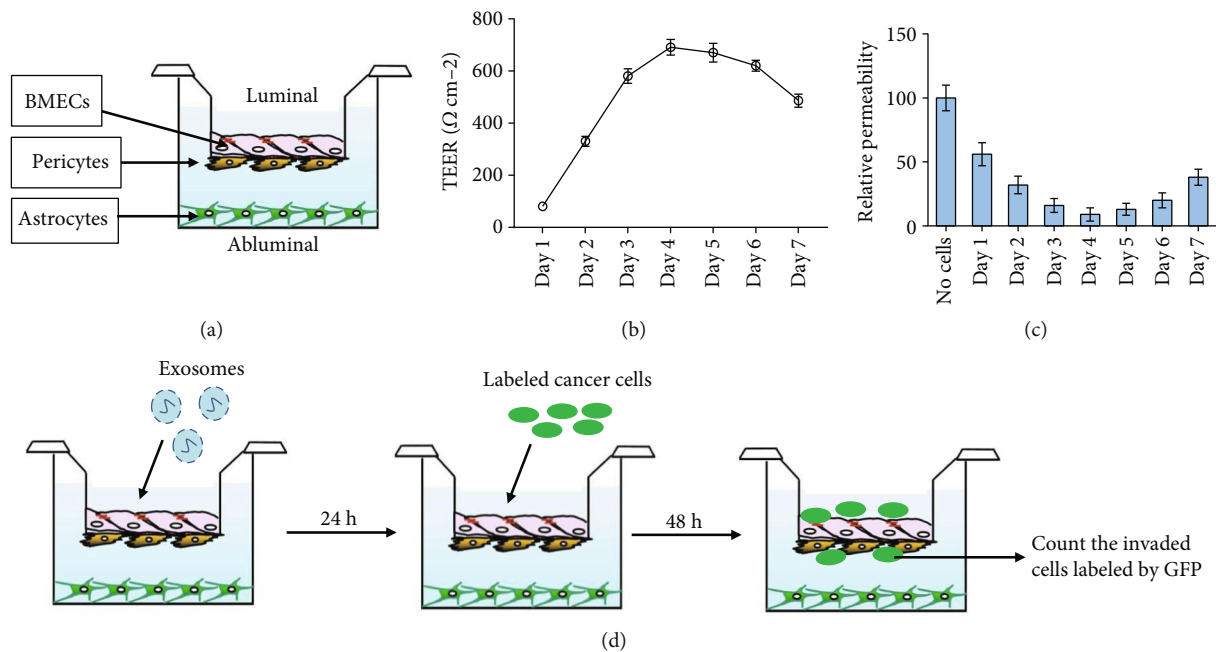 BMECs
Pericytes
Astrocytes
Luminal
Abluminal
(a)
TEER (Ω cm−2)
800
600
400
200
0
Day 1
Day 2
Day 3
Day 4
Day 5
Day 6
Day 7
(b)
Relative permeability
150
100
50
0
No cells
Day 1
Day 2
Day 3
Day 4
Day 5
Day 6
Day 7
(c)
Exosomes
24 h
Labeled cancer cells
48 h
Count the invaded
cells labeled by GFP
(d)